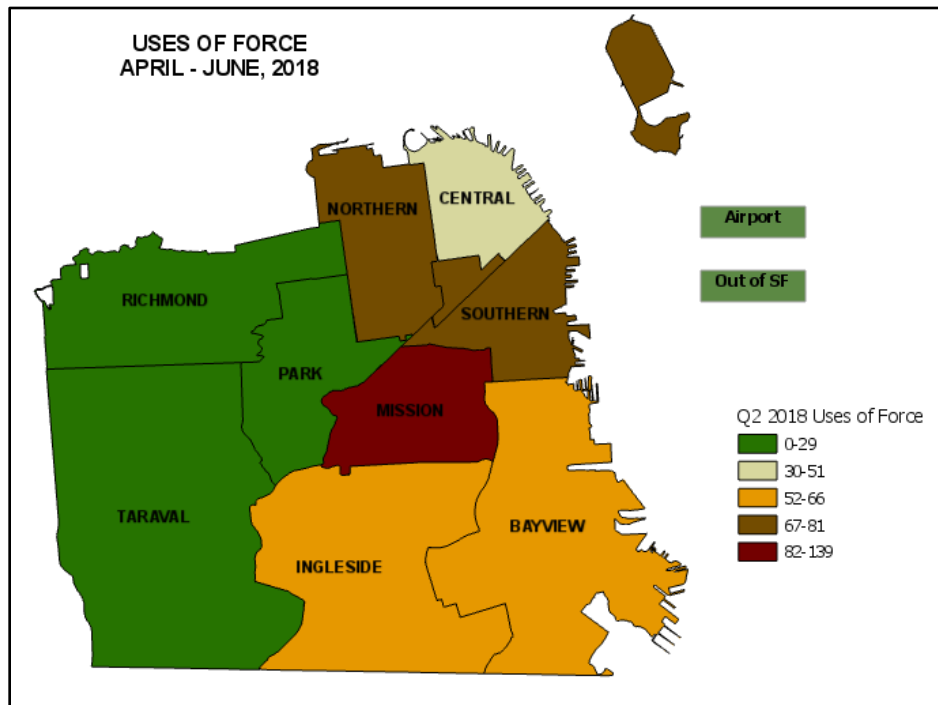 USES OF FORCE
APRIL - JUNE, 2018
NORTHERN
CENTRAL
Airport
Out of SF
RICHMOND
SOUTHERN
PARK
MISSION
TARAVAL
INGLESIDE
BAYVIEW
Q2 2018 Uses of Force
0-29
30-51
52-66
67-81
82-139